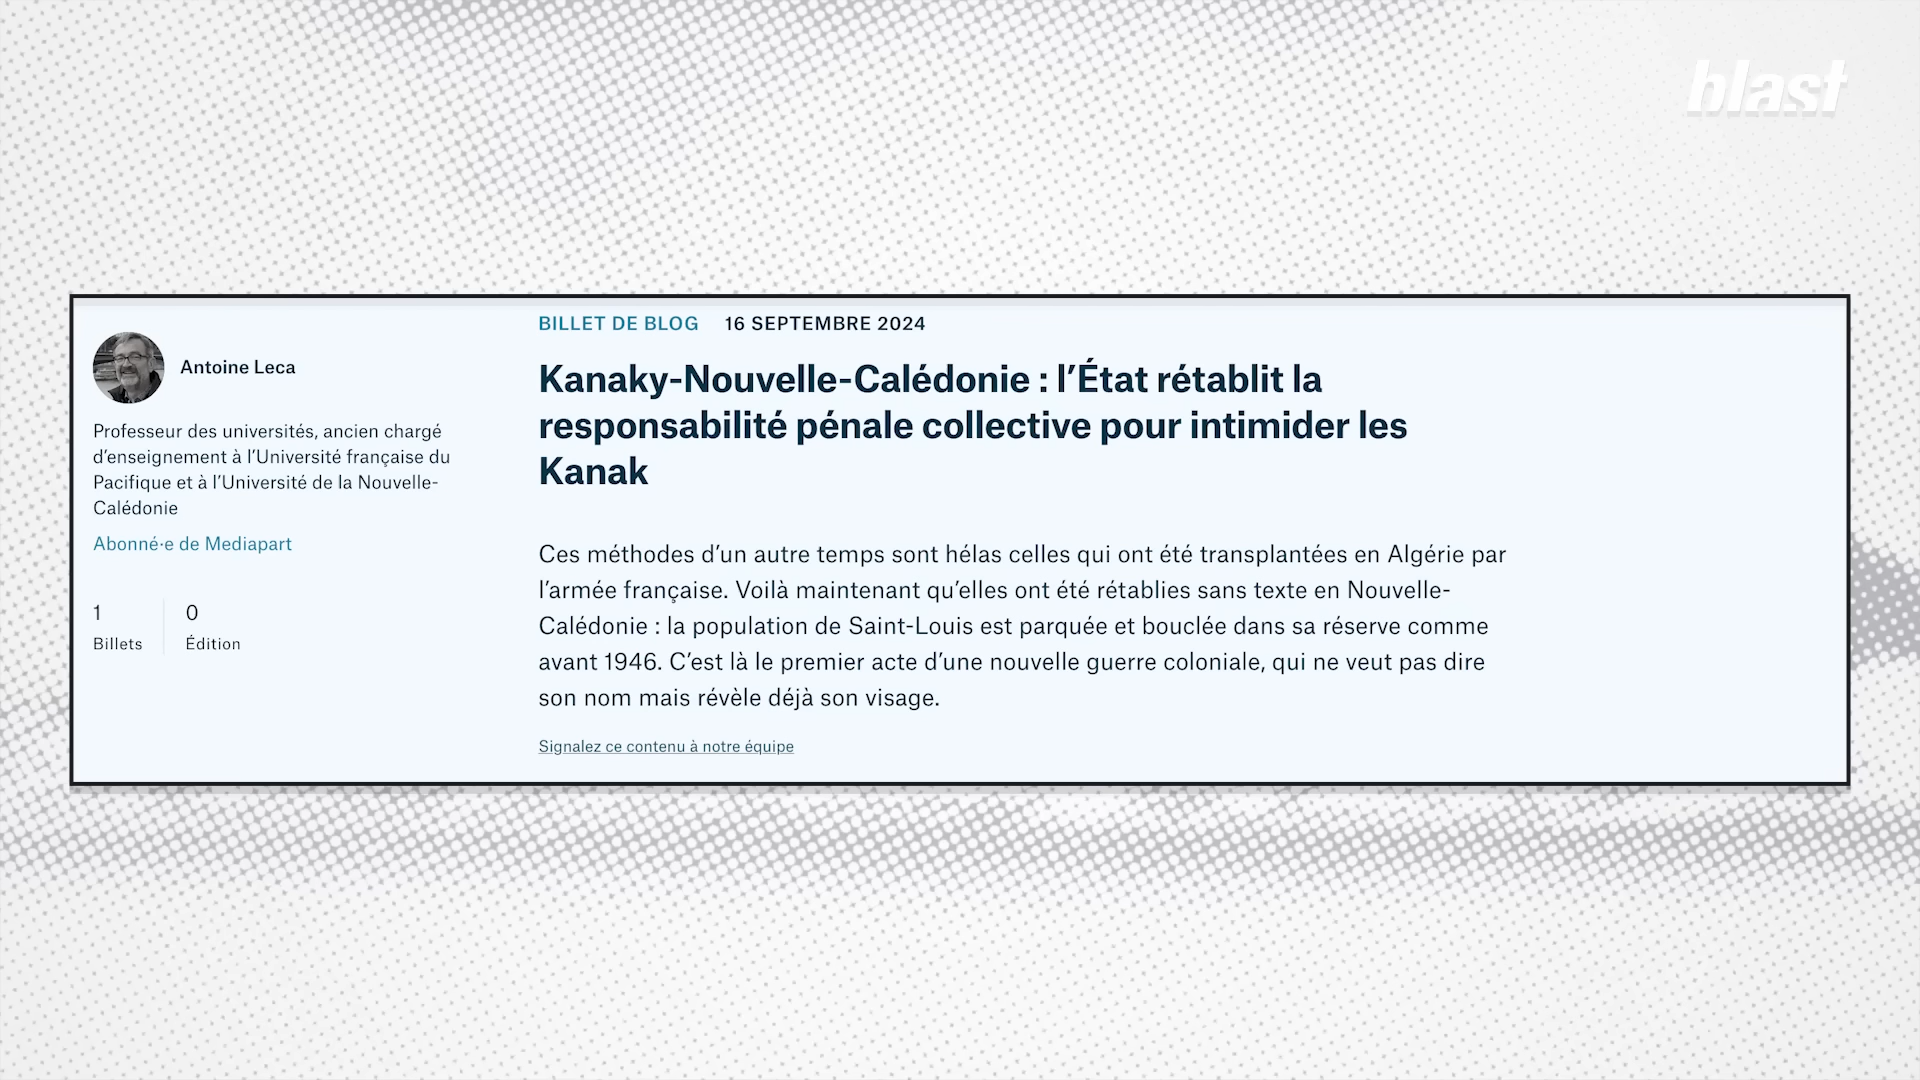 blast
Antoine Leca
Professeur des universités, ancien chargé
d'enseignement à l'Université française du
Pacifique et à l'Université de la Nouvelle-
Calédonie
Abonné·e de Mediapart
1
Billets
0
Édition
BILLET DE BLOG 16 SEPTEMBRE 2024
Kanaky-Nouvelle-Calédonie : l’État rétablit la
responsabilité pénale collective pour intimider les
Kanak
Ces méthodes d’un autre temps sont hélas celles qui ont été transplantées en Algérie par
l’armée française. Voilà maintenant qu’elles ont été rétablies sans texte en Nouvelle-
Calédonie : la population de Saint-Louis est parquée et bouclée dans sa réserve comme
avant 1946. C’est là le premier acte d’une nouvelle guerre coloniale, qui ne veut pas dire
son nom mais révèle déjà son visage.
Signalez ce contenu à notre équipe